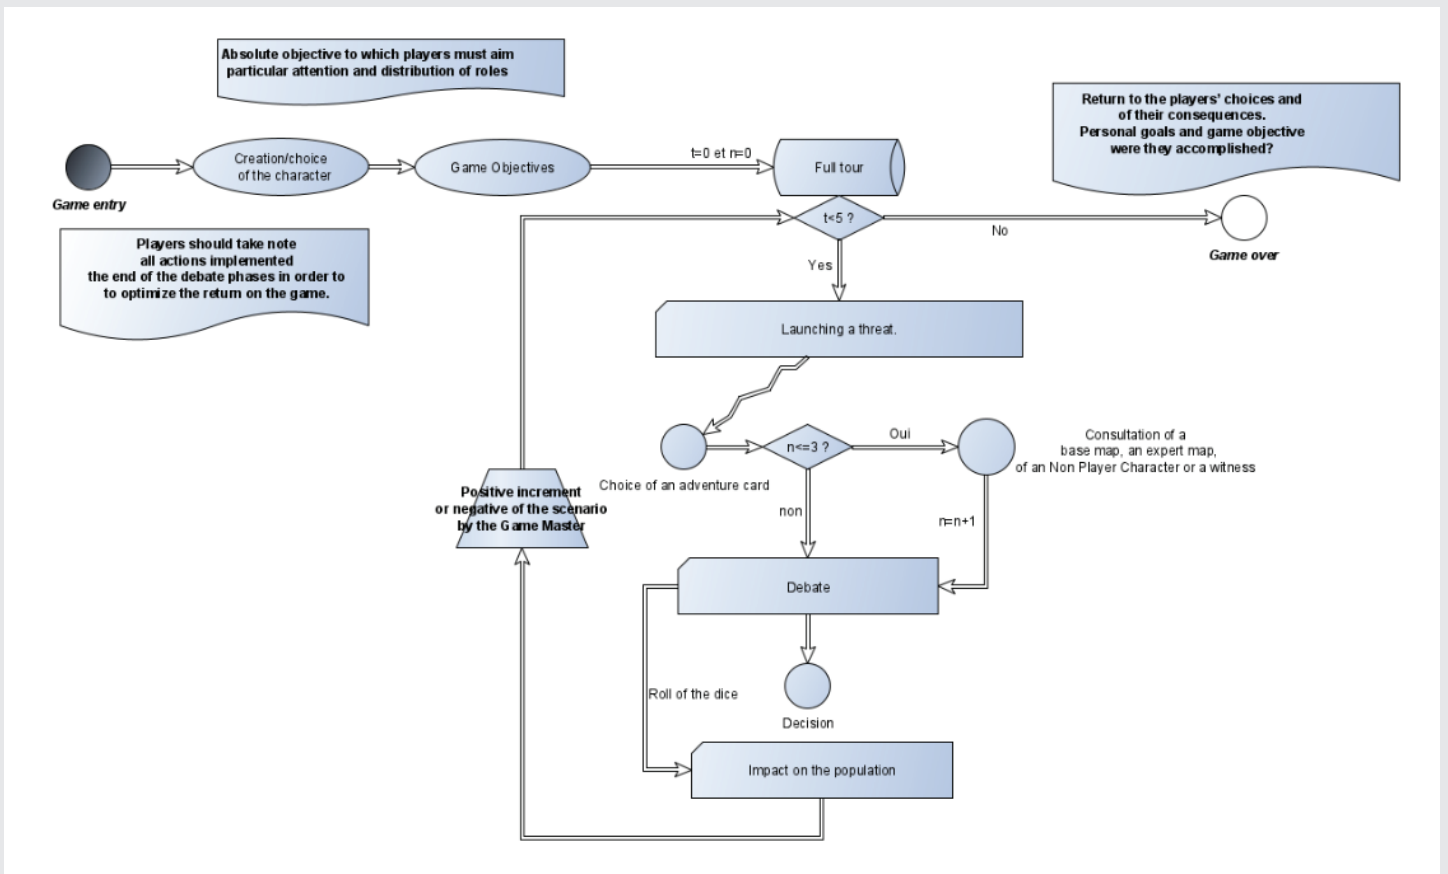 Absolute objective to which players must aim
particular attention and distribution of roles
Return to the players' choices and
of their consequences.
Personal goals and game objective
were they accomplished?
Creation/choice
of the character
Game Objectives
t=0 et n=0
Full tour
Game entry
t<5 ?
No
Game over
Players should take note
all actions implemented
the end of the debate phases in order to
to optimize the return on the game.
Yes
Launching a threat.
n<=3 ?
Oui
Consultation of a
base map, an expert map,
of an Non Player Character or a witness
Choice of an adventure card
Positive increment
or negative of the scenario
by the Game Master
non
n=n+1
Debate
Roll of the dice
Decision
Impact on the population